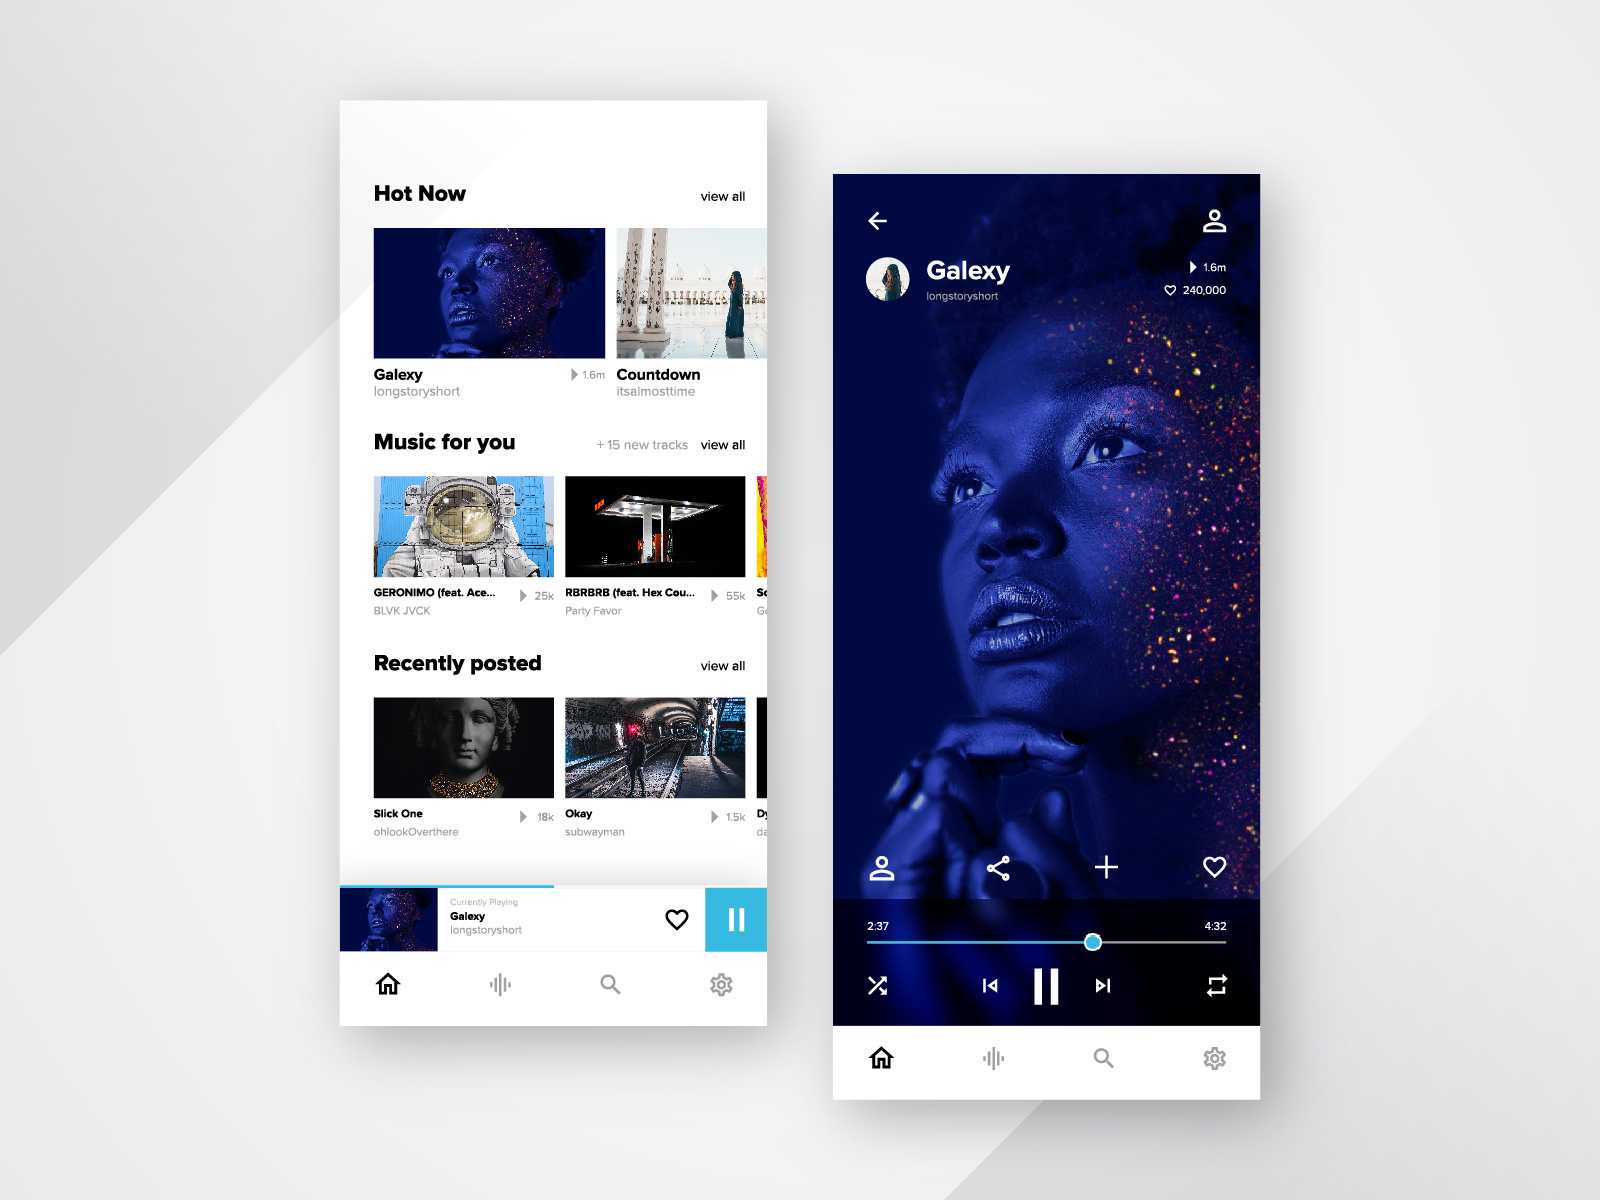 Hot Now view all
Galexy 1.6m
longstoryshort
Countdown
itsalmosttime
Music for you + 15 new tracks view all
GERONIMO (feat. Ace... 25k
BLVK JVCK
RBRBRB (feat. Hex Cou... 55k
Party Favor
Recently posted view all
Slick One 18k
ohlookOverthere
Okay 1.5k
subwayman
Currently Playing
Galexy
longstoryshort
Galexy 1.6m
longstoryshort 240,000
2:37 4:32